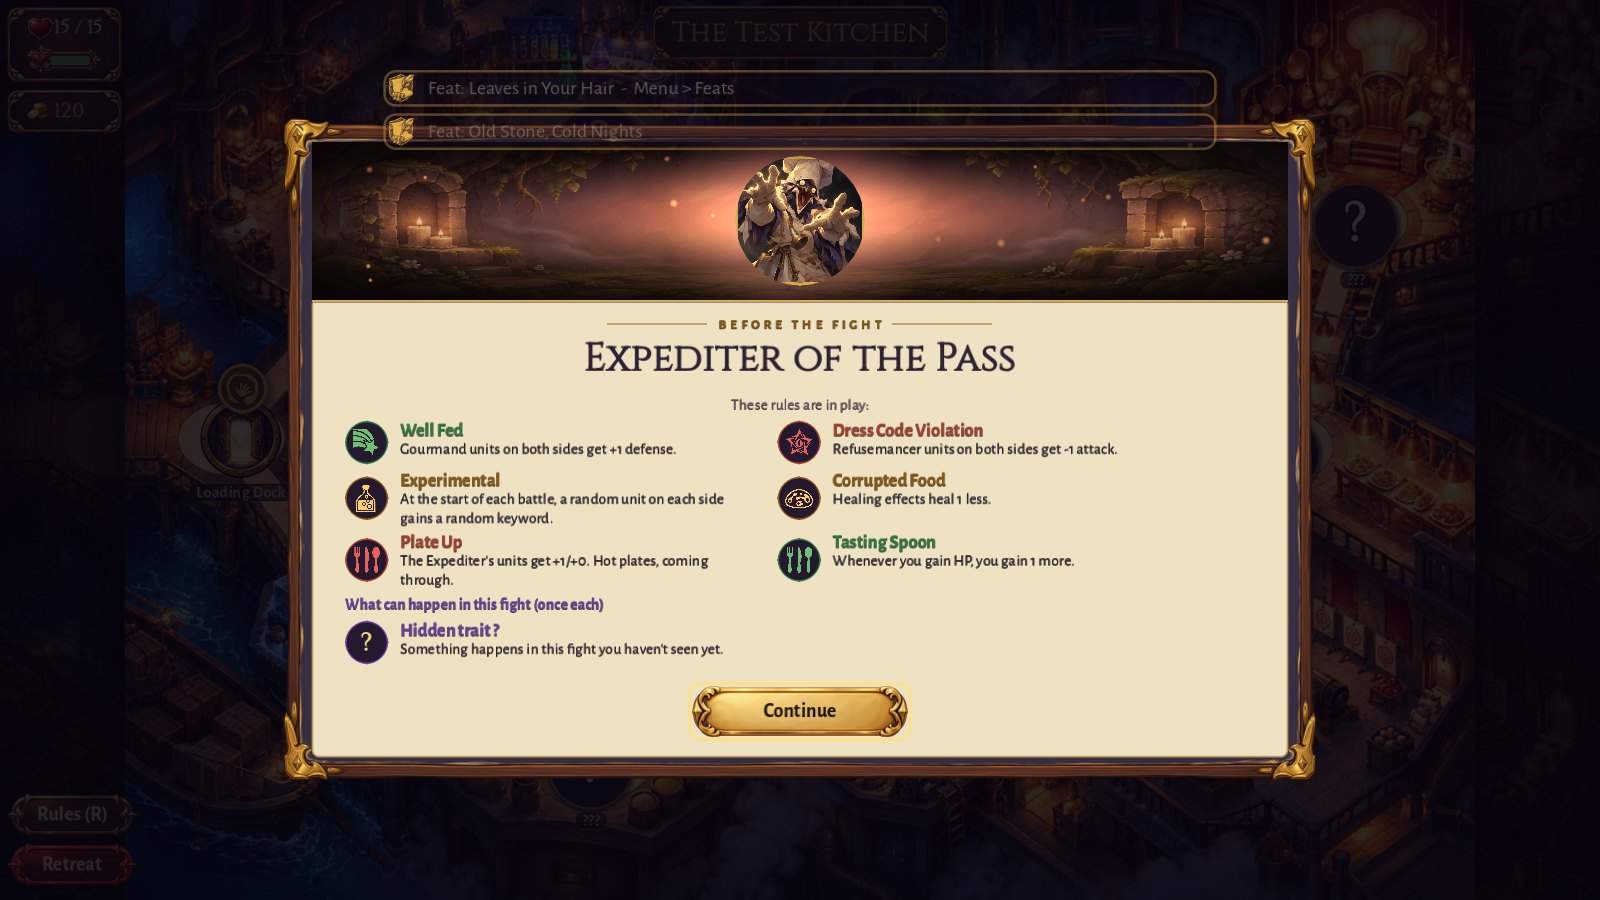 15 / 15
120
THE TEST KITCHEN
Feat: Leaves in Your Hair - Menu > Feats
Feat: Old Stone, Cold Nights
BEFORE THE FIGHT
EXPEDITER OF THE PASS
These rules are in play:
Well Fed
Gourmand units on both sides get +1 defense.
Dress Code Violation
Refusemancer units on both sides get -1 attack.
Experimental
At the start of each battle, a random unit on each side
gains a random keyword.
Corrupted Food
Healing effects heal 1 less.
Plate Up
The Expediter's units get +1/+0. Hot plates, coming
through.
Tasting Spoon
Whenever you gain HP, you gain 1 more.
What can happen in this fight (once each)
?
Hidden trait?
Something happens in this fight you haven't seen yet.
Continue
Loading Dock
?
???
???
Rules (R)
Retreat